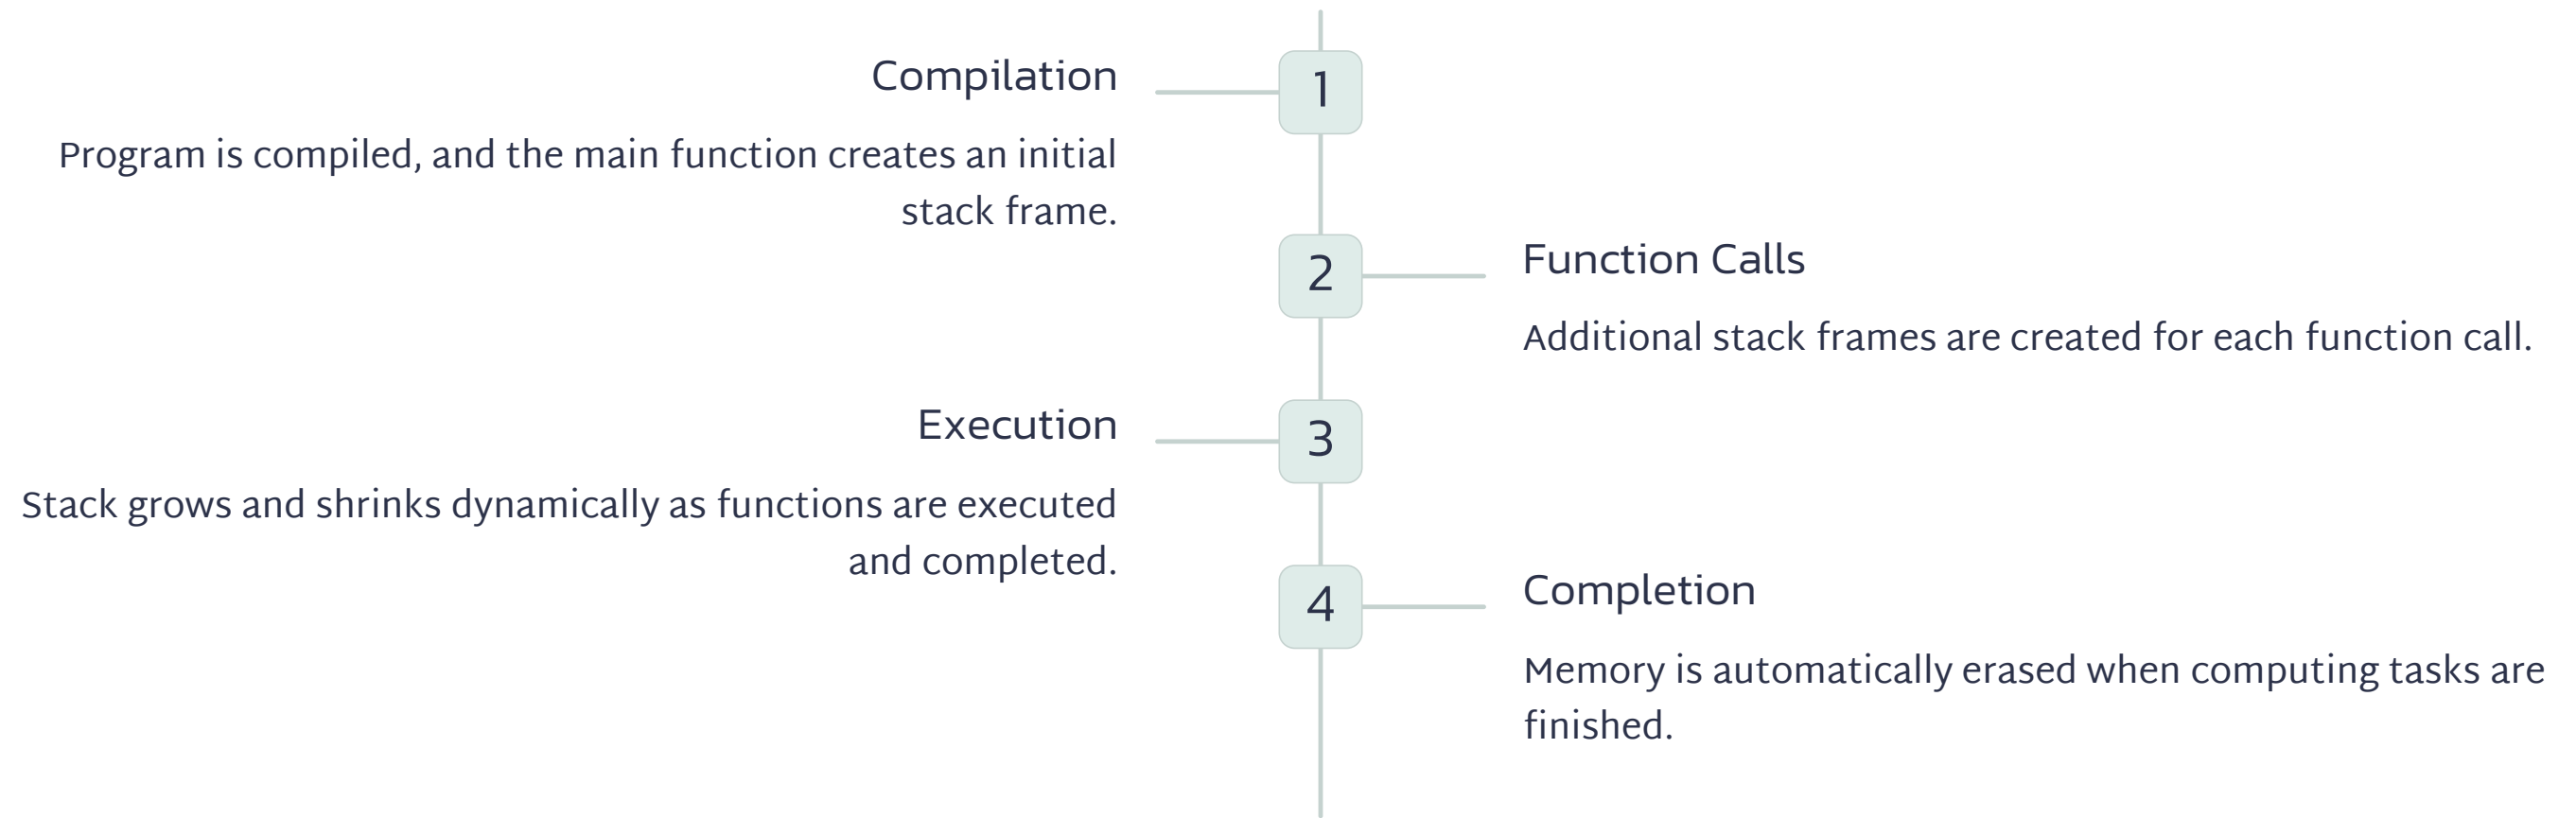 1
Compilation
Program is compiled, and the main function creates an initial
stack frame.
2
Function Calls
Additional stack frames are created for each function call.
3
Execution
Stack grows and shrinks dynamically as functions are executed
and completed.
4
Completion
Memory is automatically erased when computing tasks are
finished.